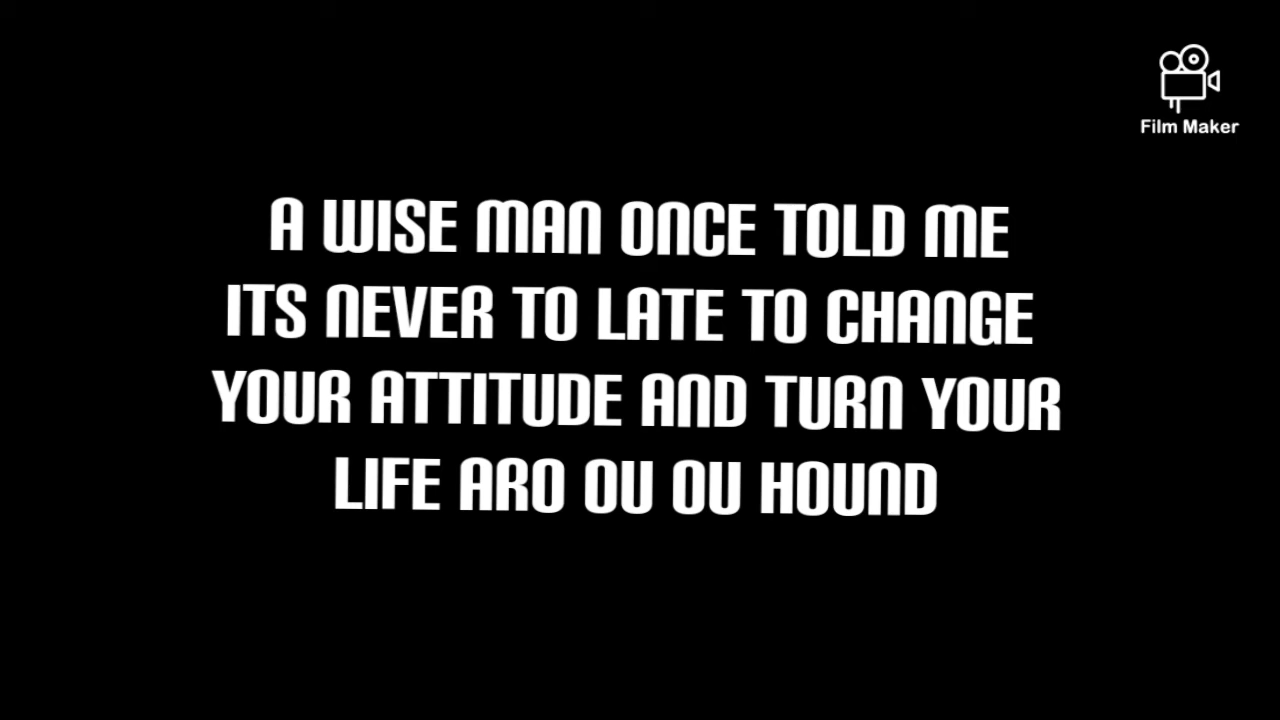 Film Maker
A WISE MAN ONCE TOLD ME
ITS NEVER TO LATE TO CHANGE
YOUR ATTITUDE AND TURN YOUR
LIFE ARO OU OU HOUND